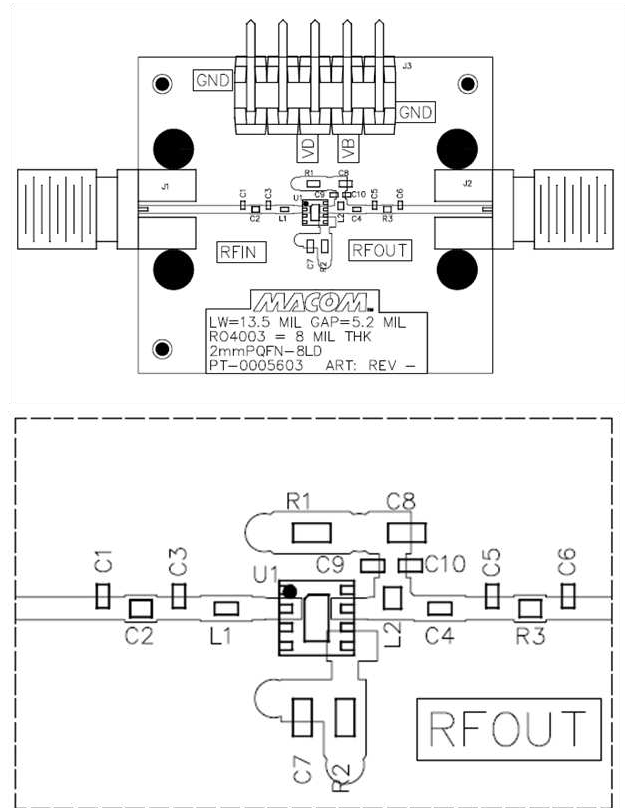 J3
GND
GND
VD
VB
R1
C8
J1
J2
C9
C10
C1
C3
U1
C5
C6
C2
L1
L2
C4
R3
RFIN
RFOUT
C7
R2
MACOM™
LW=13.5 MIL GAP=5.2 MIL
RO4003 = 8 MIL THK
2mmPQFN-8LD
PT-0005603 ART: REV -
R1
C8
C1
C3
C9
C10
C5
C6
U1
C2
L1
L2
C4
R3
C7
R2
RFOUT